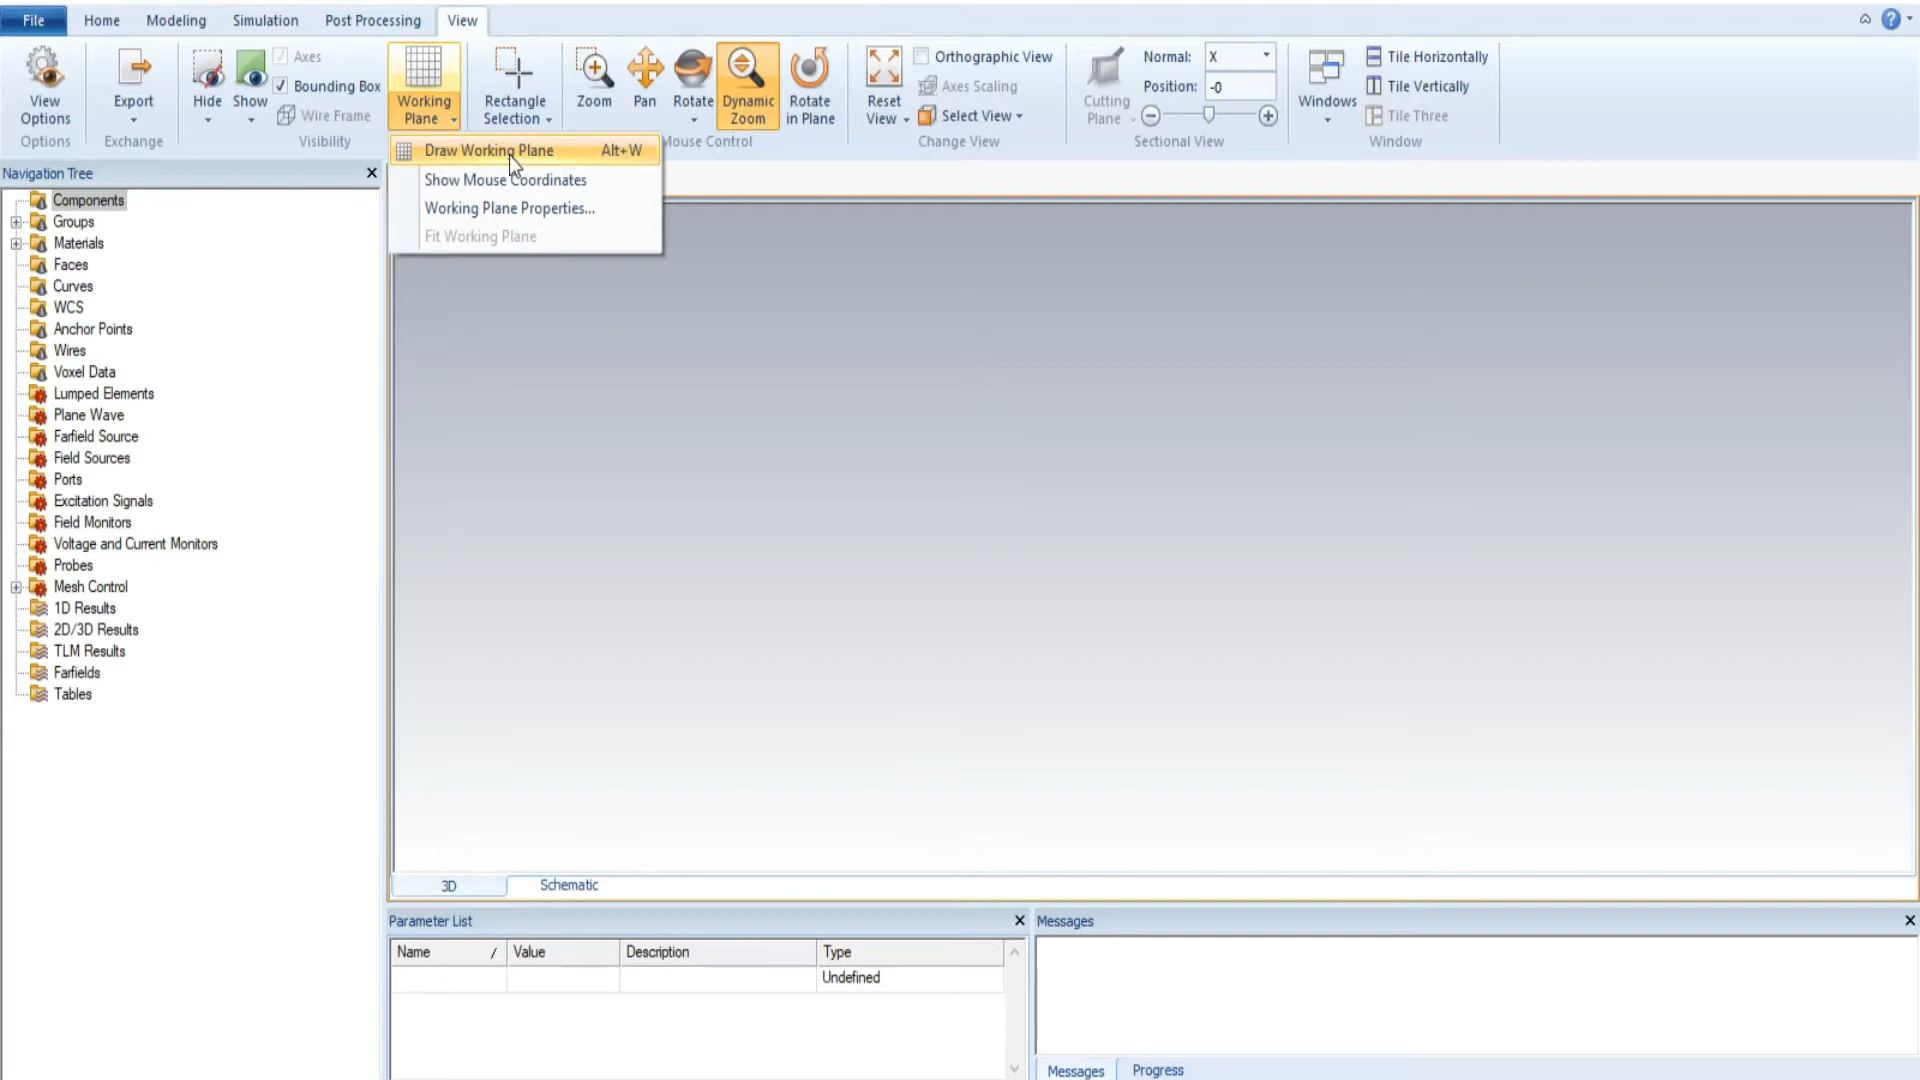 File Home Modeling Simulation Post Processing View
View Options
Options
Export
Exchange
Hide
Show
Axes
Bounding Box
Wire Frame
Visibility
Working Plane
Rectangle Selection
Zoom
Pan
Rotate
Dynamic Zoom
Rotate in Plane
Mouse Control
Reset View
Orthographic View
Axes Scaling
Select View
Change View
Cutting Plane
Normal: X
Position: -0
Sectional View
Windows
Tile Horizontally
Tile Vertically
Tile Three
Window
Draw Working Plane Alt+W
Show Mouse Coordinates
Working Plane Properties...
Fit Working Plane
Navigation Tree
Components
Groups
Materials
Faces
Curves
WCS
Anchor Points
Wires
Voxel Data
Lumped Elements
Plane Wave
Farfield Source
Field Sources
Ports
Excitation Signals
Field Monitors
Voltage and Current Monitors
Probes
Mesh Control
1D Results
2D/3D Results
TLM Results
Farfields
Tables
3D Schematic
Parameter List
Name / Value Description Type
Undefined
Messages
Messages Progress